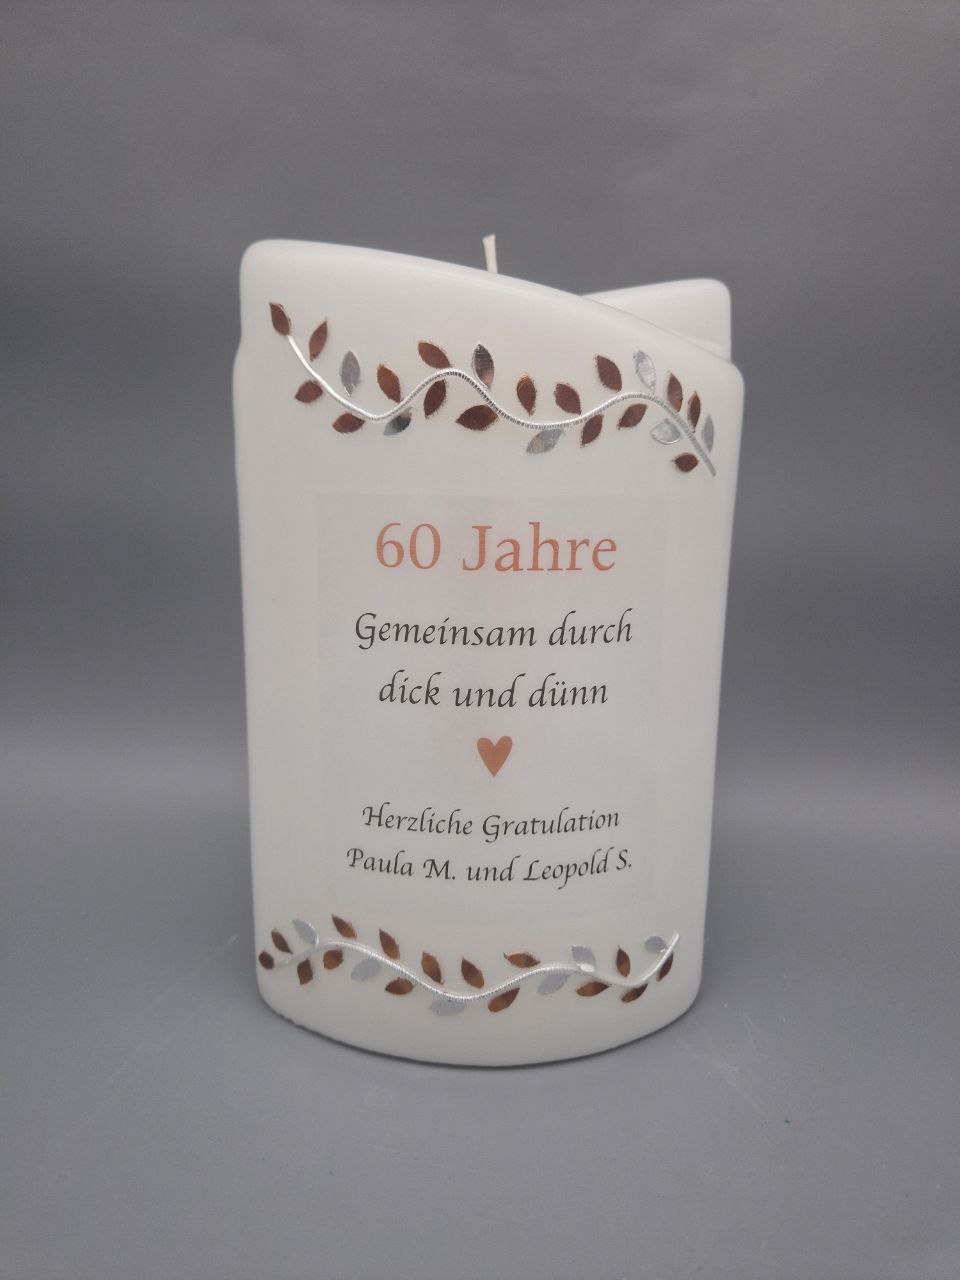 60 Jahre
Gemeinsam durch
dick und dünn
Herzliche Gratulation
Paula M. und Leopold S.